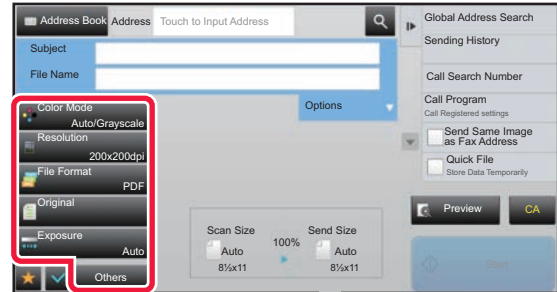 Address Book
Address
Touch to Input Address
Subject
File Name
Options
Color Mode
Auto/Grayscale
Resolution
200x200dpi
File Format
PDF
Original
Exposure
Auto
Others
Scan Size
Auto
8½x11
100%
Send Size
Auto
8½x11
Global Address Search
Sending History
Call Search Number
Call Program
Call Registered settings
Send Same Image
as Fax Address
Quick File
Store Data Temporarily
Preview
CA
Start